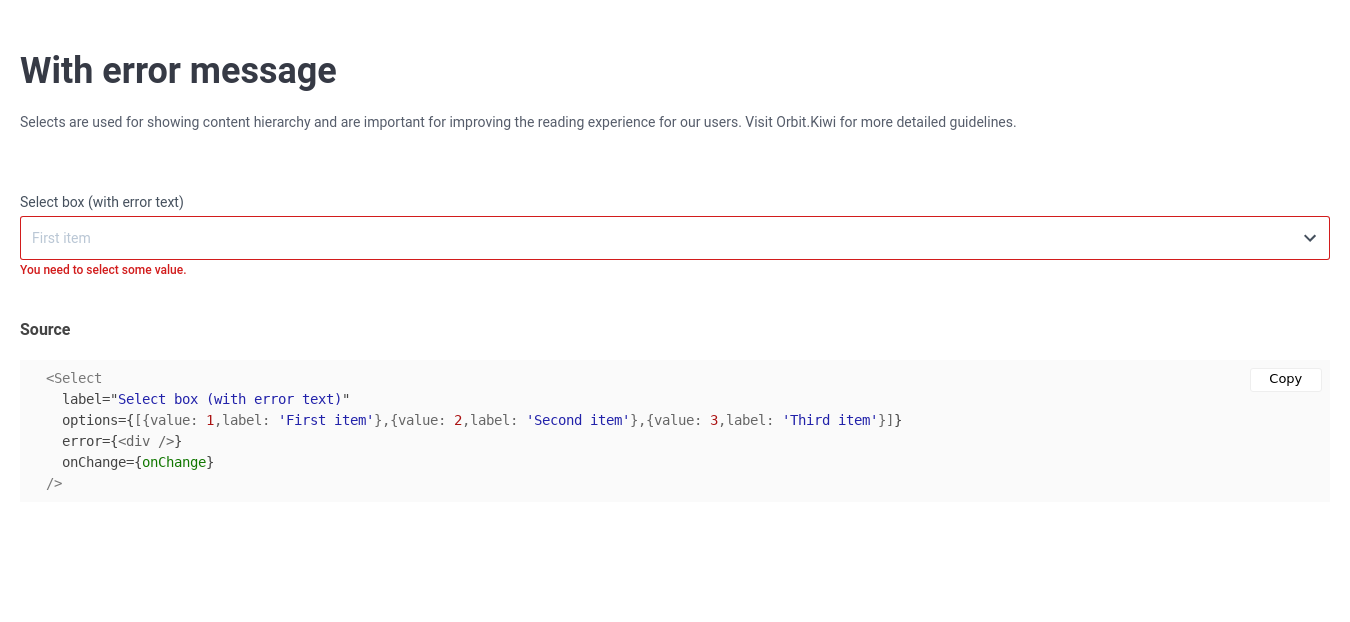 With error message
Selects are used for showing content hierarchy and are important for improving the reading experience for our users. Visit Orbit.Kiwi for more detailed guidelines.
Select box (with error text)
First item
You need to select some value.
Source
Copy
<Select
  label="Select box (with error text)"
  options={[{value: 1,label: 'First item'},{value: 2,label: 'Second item'},{value: 3,label: 'Third item'}]}
  error={<div />}
  onChange={onChange}
/>